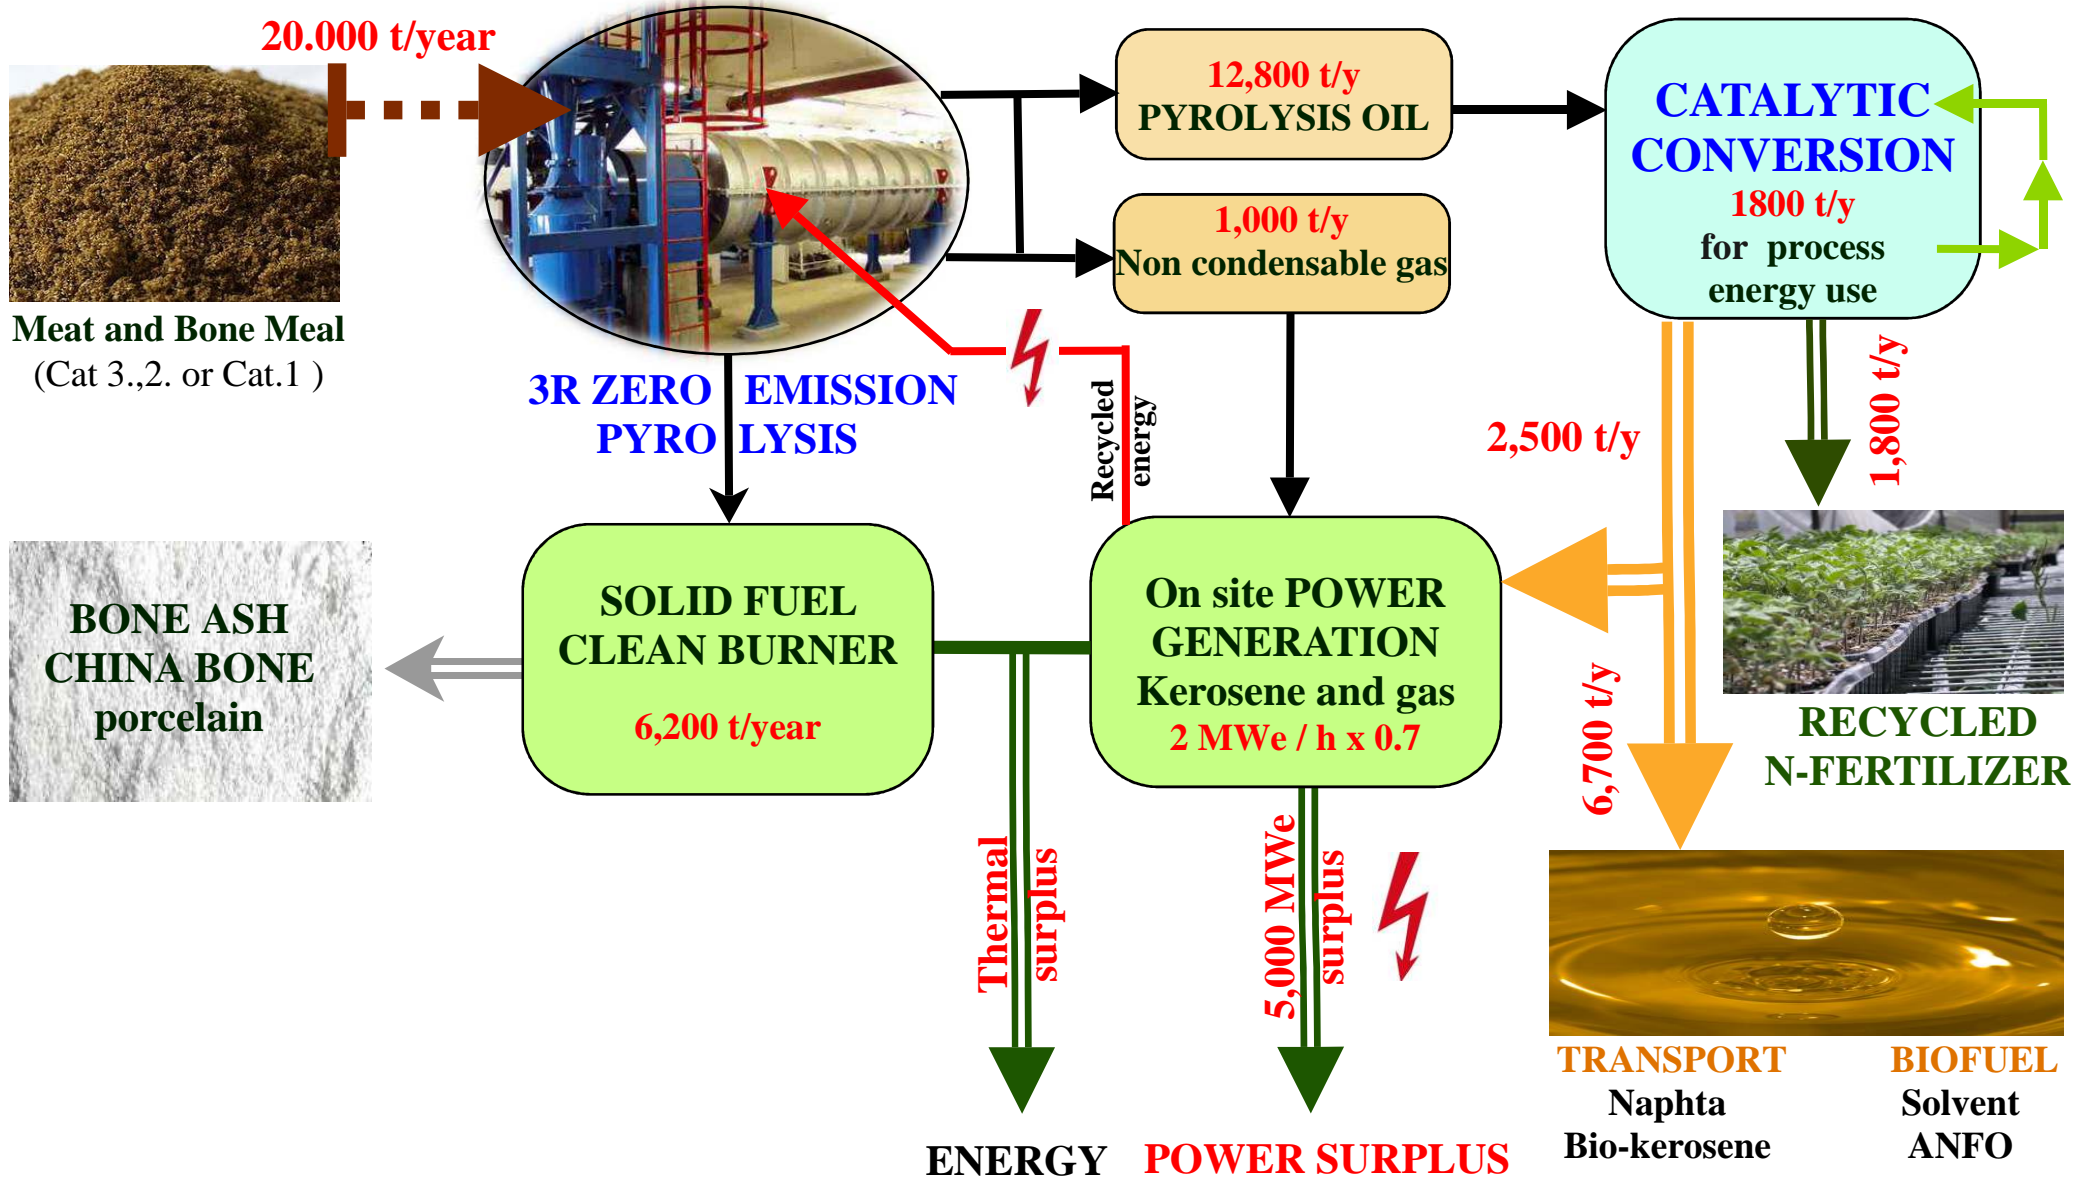 20.000 t/year
Meat and Bone Meal
(Cat 3.,2. or Cat.1 )
3R ZERO EMISSION
PYROLYSIS
12,800 t/y
PYROLYSIS OIL
1,000 t/y
Non condensable gas
CATALYTIC
CONVERSION
1800 t/y
for process
energy use
Recycled
energy
2,500 t/y
1,800 t/y
BONE ASH
CHINA BONE
porcelain
SOLID FUEL
CLEAN BURNER
6,200 t/year
On site POWER
GENERATION
Kerosene and gas
2 MWe / h x 0.7
6,700 t/y
RECYCLED
N-FERTILIZER
Thermal
surplus
5,000 MWe
surplus
ENERGY
POWER SURPLUS
TRANSPORT BIOFUEL
Naphta Solvent
Bio-kerosene ANFO